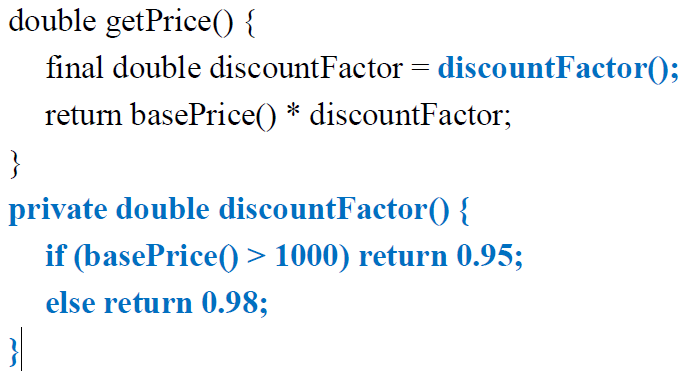 double getPrice() {
final double discountFactor = discountFactor();
return basePrice() * discountFactor;
}
private double discountFactor() {
if (basePrice() > 1000) return 0.95;
else return 0.98;
}